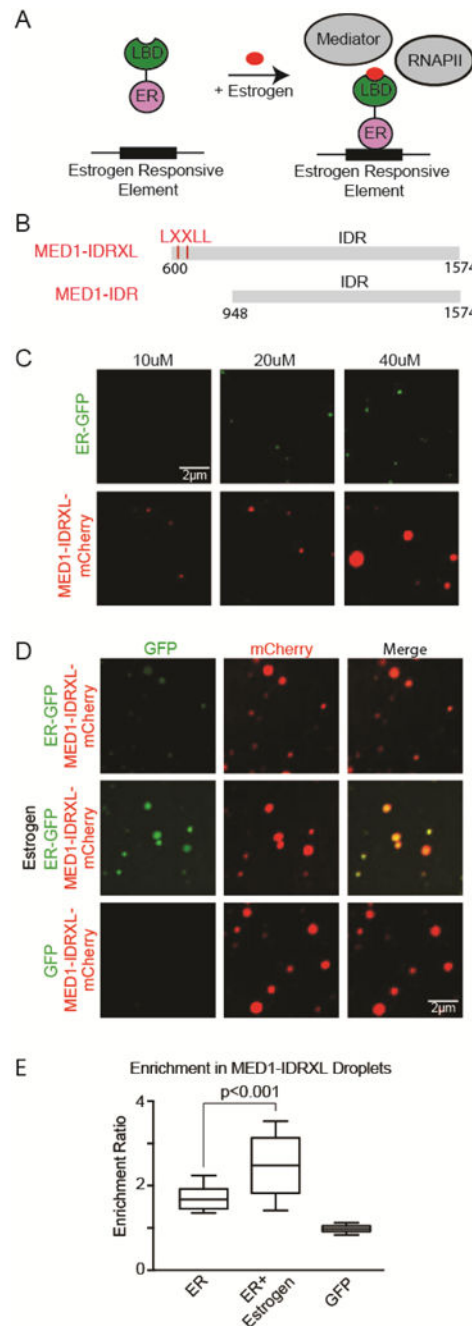 A
LBD
ER
+ Estrogen
Mediator
RNAPII
LBD
ER
Estrogen Responsive
Element
Estrogen Responsive
Element
B
LXXLL
IDR
MED1-IDRXL
600
1574
IDR
MED1-IDR
948
1574
C
10uM
20uM
40uM
ER-GFP
2μm
MED1-IDRXL-
mCherry
D
GFP
mCherry
Merge
ER-GFP
MED1-IDRXL-
mCherry
Estrogen
ER-GFP
MED1-IDRXL-
mCherry
GFP
MED1-IDRXL-
mCherry
2μm
E
Enrichment in MED1-IDRXL Droplets
p<0.001
Enrichment Ratio
4
2
0
ER
ER+
Estrogen
GFP